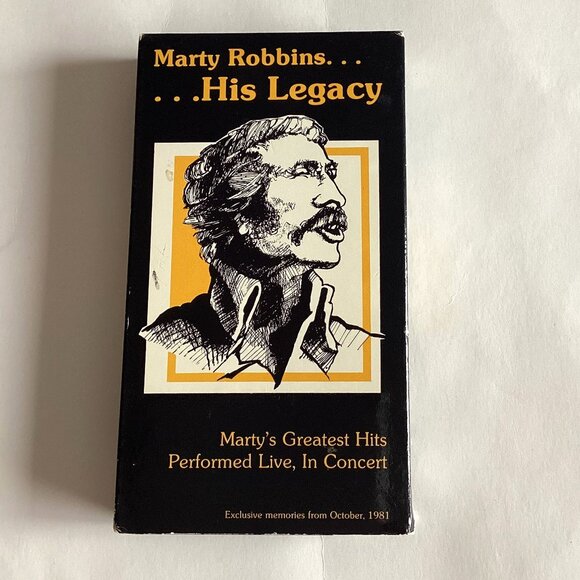 Marty Robbins. . .
. . .His Legacy
Marty's Greatest Hits
Performed Live, In Concert
Exclusive memories from October, 1981